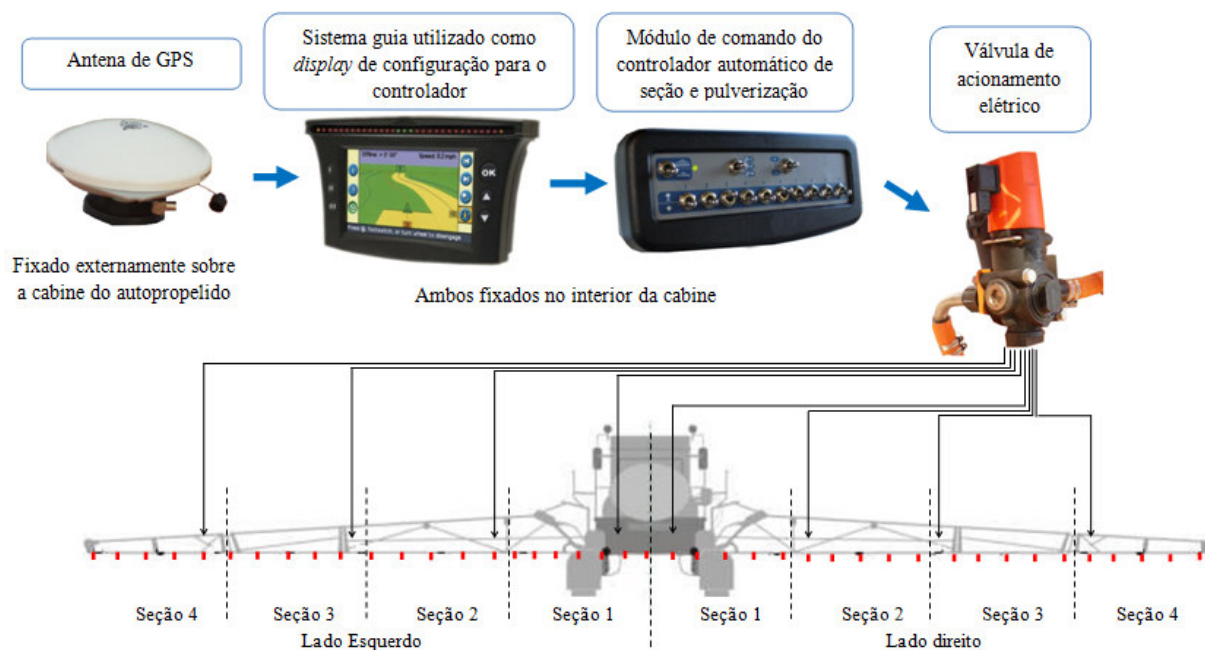 Antena de GPS
Sistema guia utilizado como
display de configuração para o
controlador
Módulo de comando do
controlador automático de
seção e pulverização
Válvula de
acionamento
elétrico
OK
Fixado externamente sobre
a cabine do autopropelido
Ambos fixados no interior da cabine
Seção 4
Seção 3
Seção 2
Seção 1
Seção 1
Seção 2
Seção 3
Seção 4
Lado Esquerdo
Lado direito